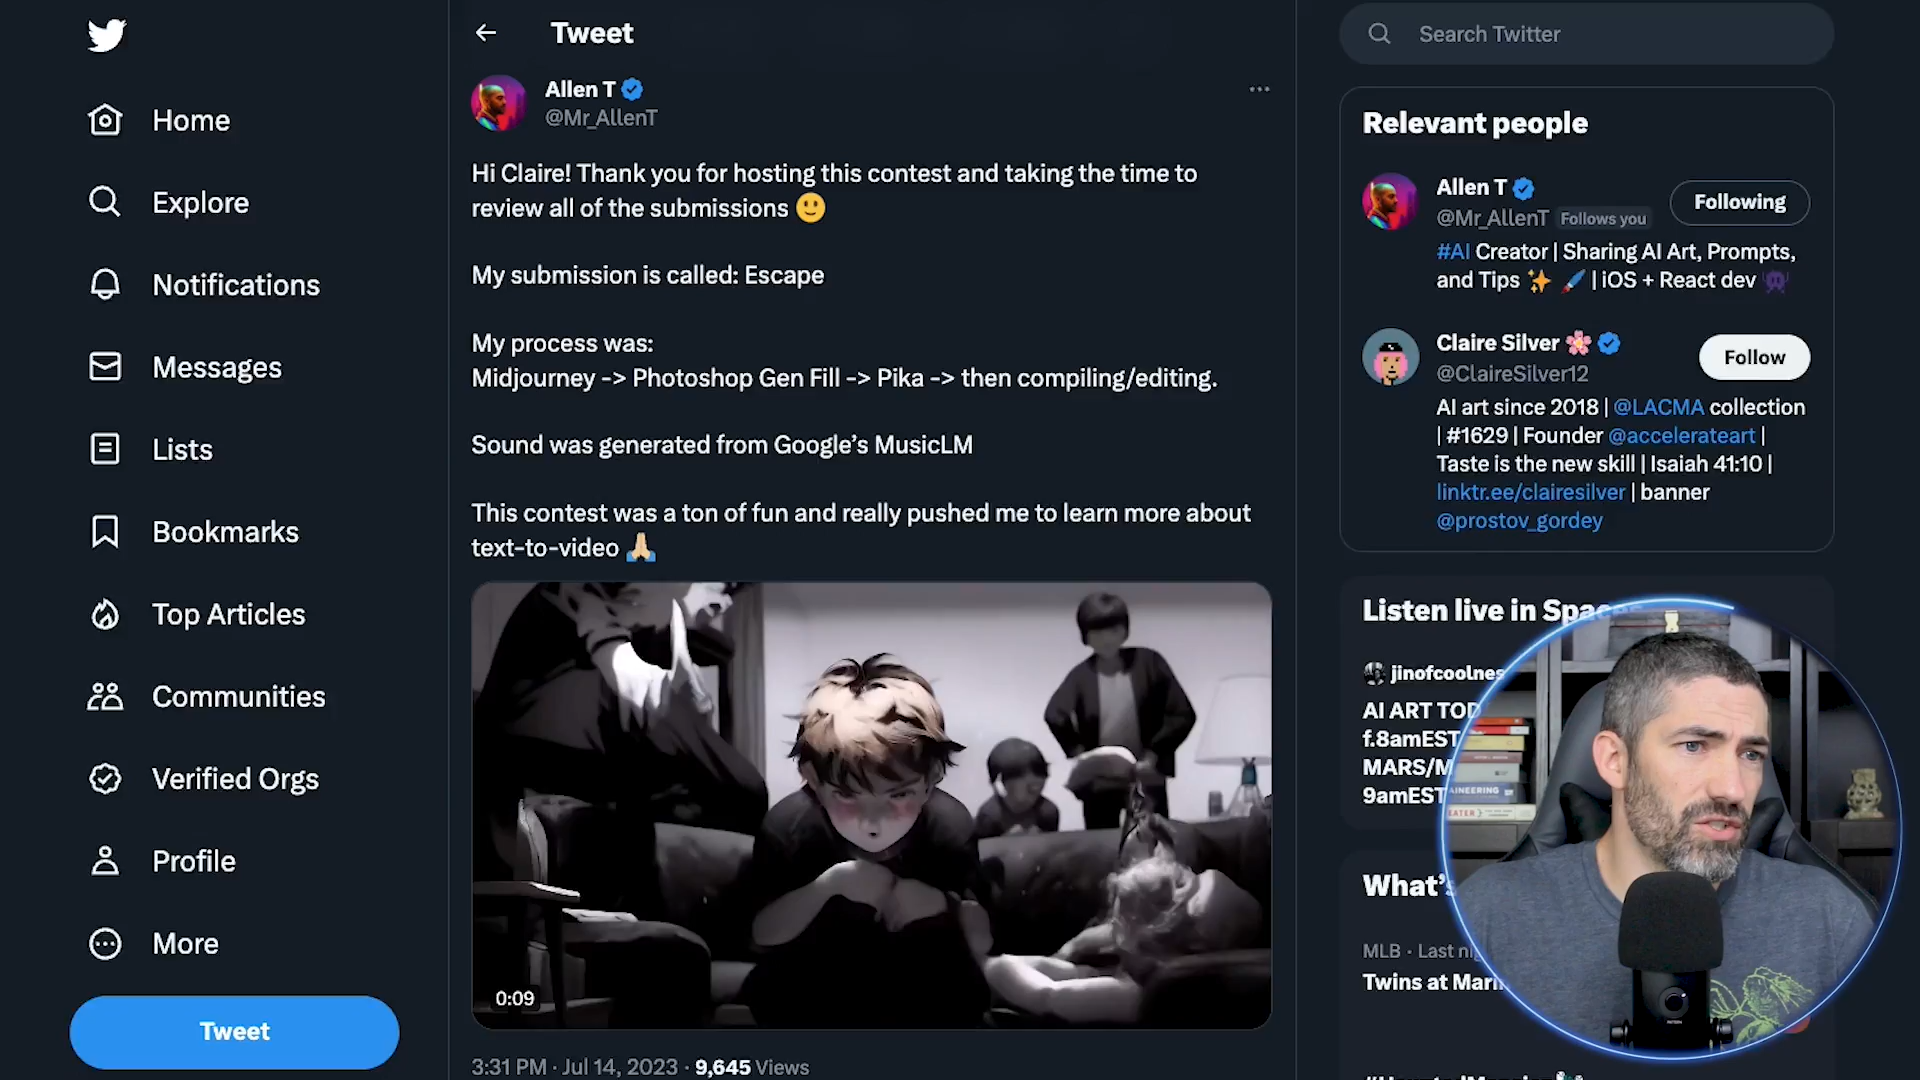 Home
Explore
Notifications
Messages
Lists
Bookmarks
Top Articles
Communities
Verified Orgs
Profile
More
Tweet
Tweet
Allen T
@Mr_AllenT
Hi Claire! Thank you for hosting this contest and taking the time to
review all of the submissions 🙂
My submission is called: Escape
My process was:
Midjourney -> Photoshop Gen Fill -> Pika -> then compiling/editing.
Sound was generated from Google’s MusicLM
This contest was a ton of fun and really pushed me to learn more about
text-to-video 🙏🏼
0:09
3:31 PM · Jul 14, 2023 · 9,645 Views
Search Twitter
Relevant people
Allen T
@Mr_AllenT Follows you
Following
#AI Creator | Sharing AI Art, Prompts,
and Tips ✨ 🖌️ | iOS + React dev 👾
Claire Silver 🌸
@ClaireSilver12
Follow
AI art since 2018 | @LACMA collection
| #1629 | Founder @accelerateart |
Taste is the new skill | Isaiah 41:10 |
linktr.ee/clairesilver | banner
@prostov_gordey
Listen live in Spaces
jinofcoolnes
AI ART TOD
f.8amEST
MARS/M
9amEST
What’s
MLB · Last ni
Twins at Mari